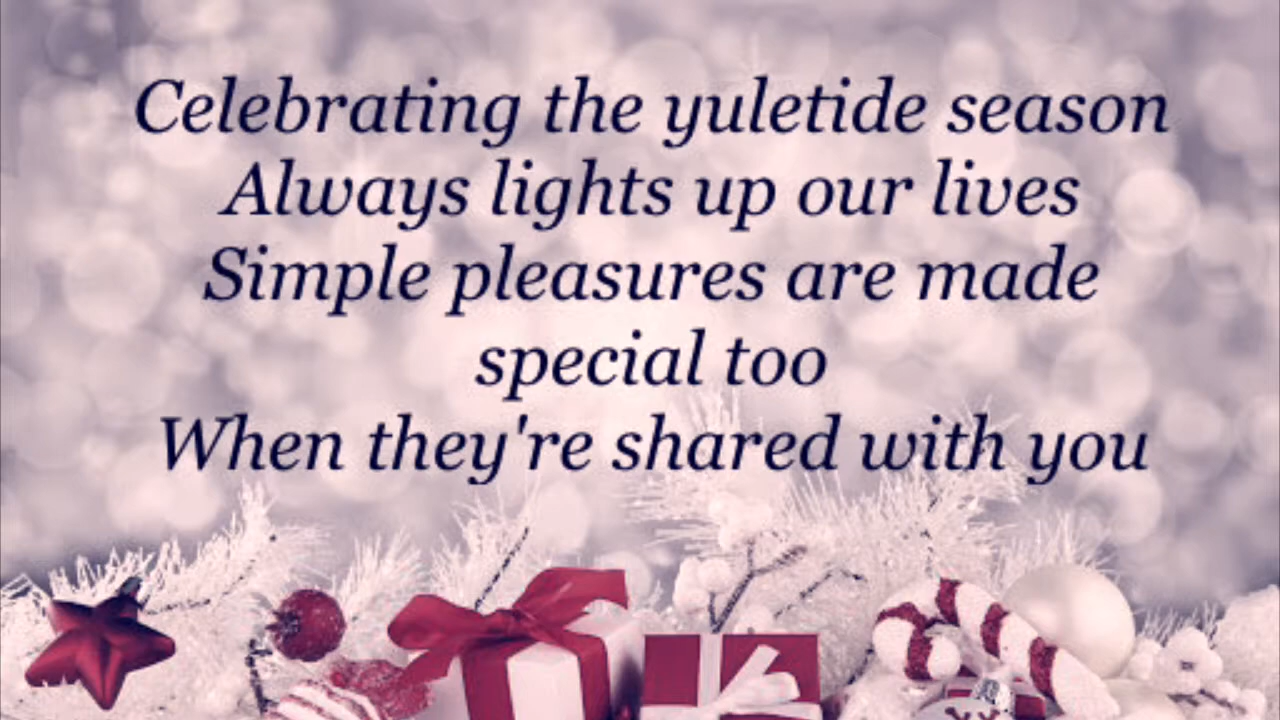 Celebrating the yuletide season
Always lights up our lives
Simple pleasures are made
special too
When they're shared with you